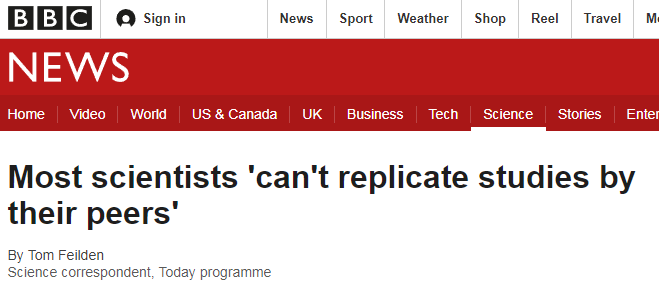 BBC Sign in News Sport Weather Shop Reel Travel
NEWS
Home Video World US & Canada UK Business Tech Science Stories
Most scientists 'can't replicate studies by
their peers'
By Tom Feilden
Science correspondent, Today programme